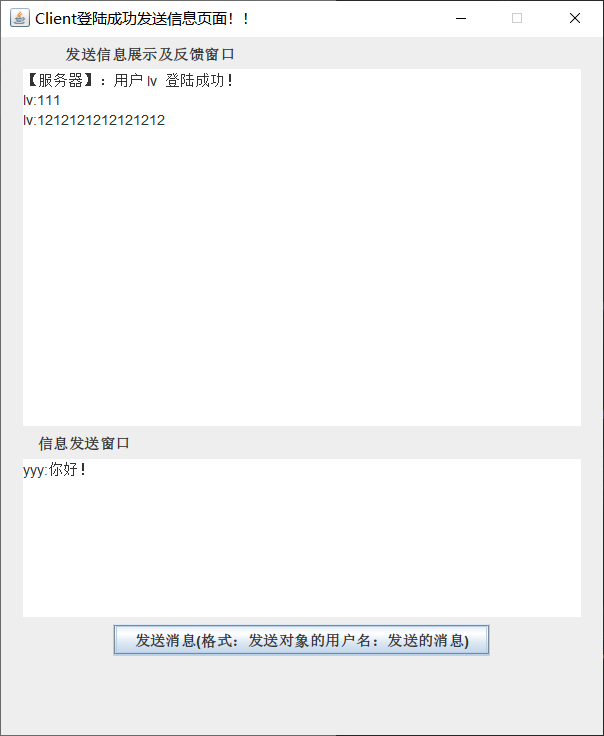 Client登陆成功发送信息页面！！
发送信息展示及反馈窗口
【服务器】：用户 lv  登陆成功！
lv:111
lv:1212121212121212
信息发送窗口
yyy:你好！
发送消息(格式：发送对象的用户名：发送的消息)